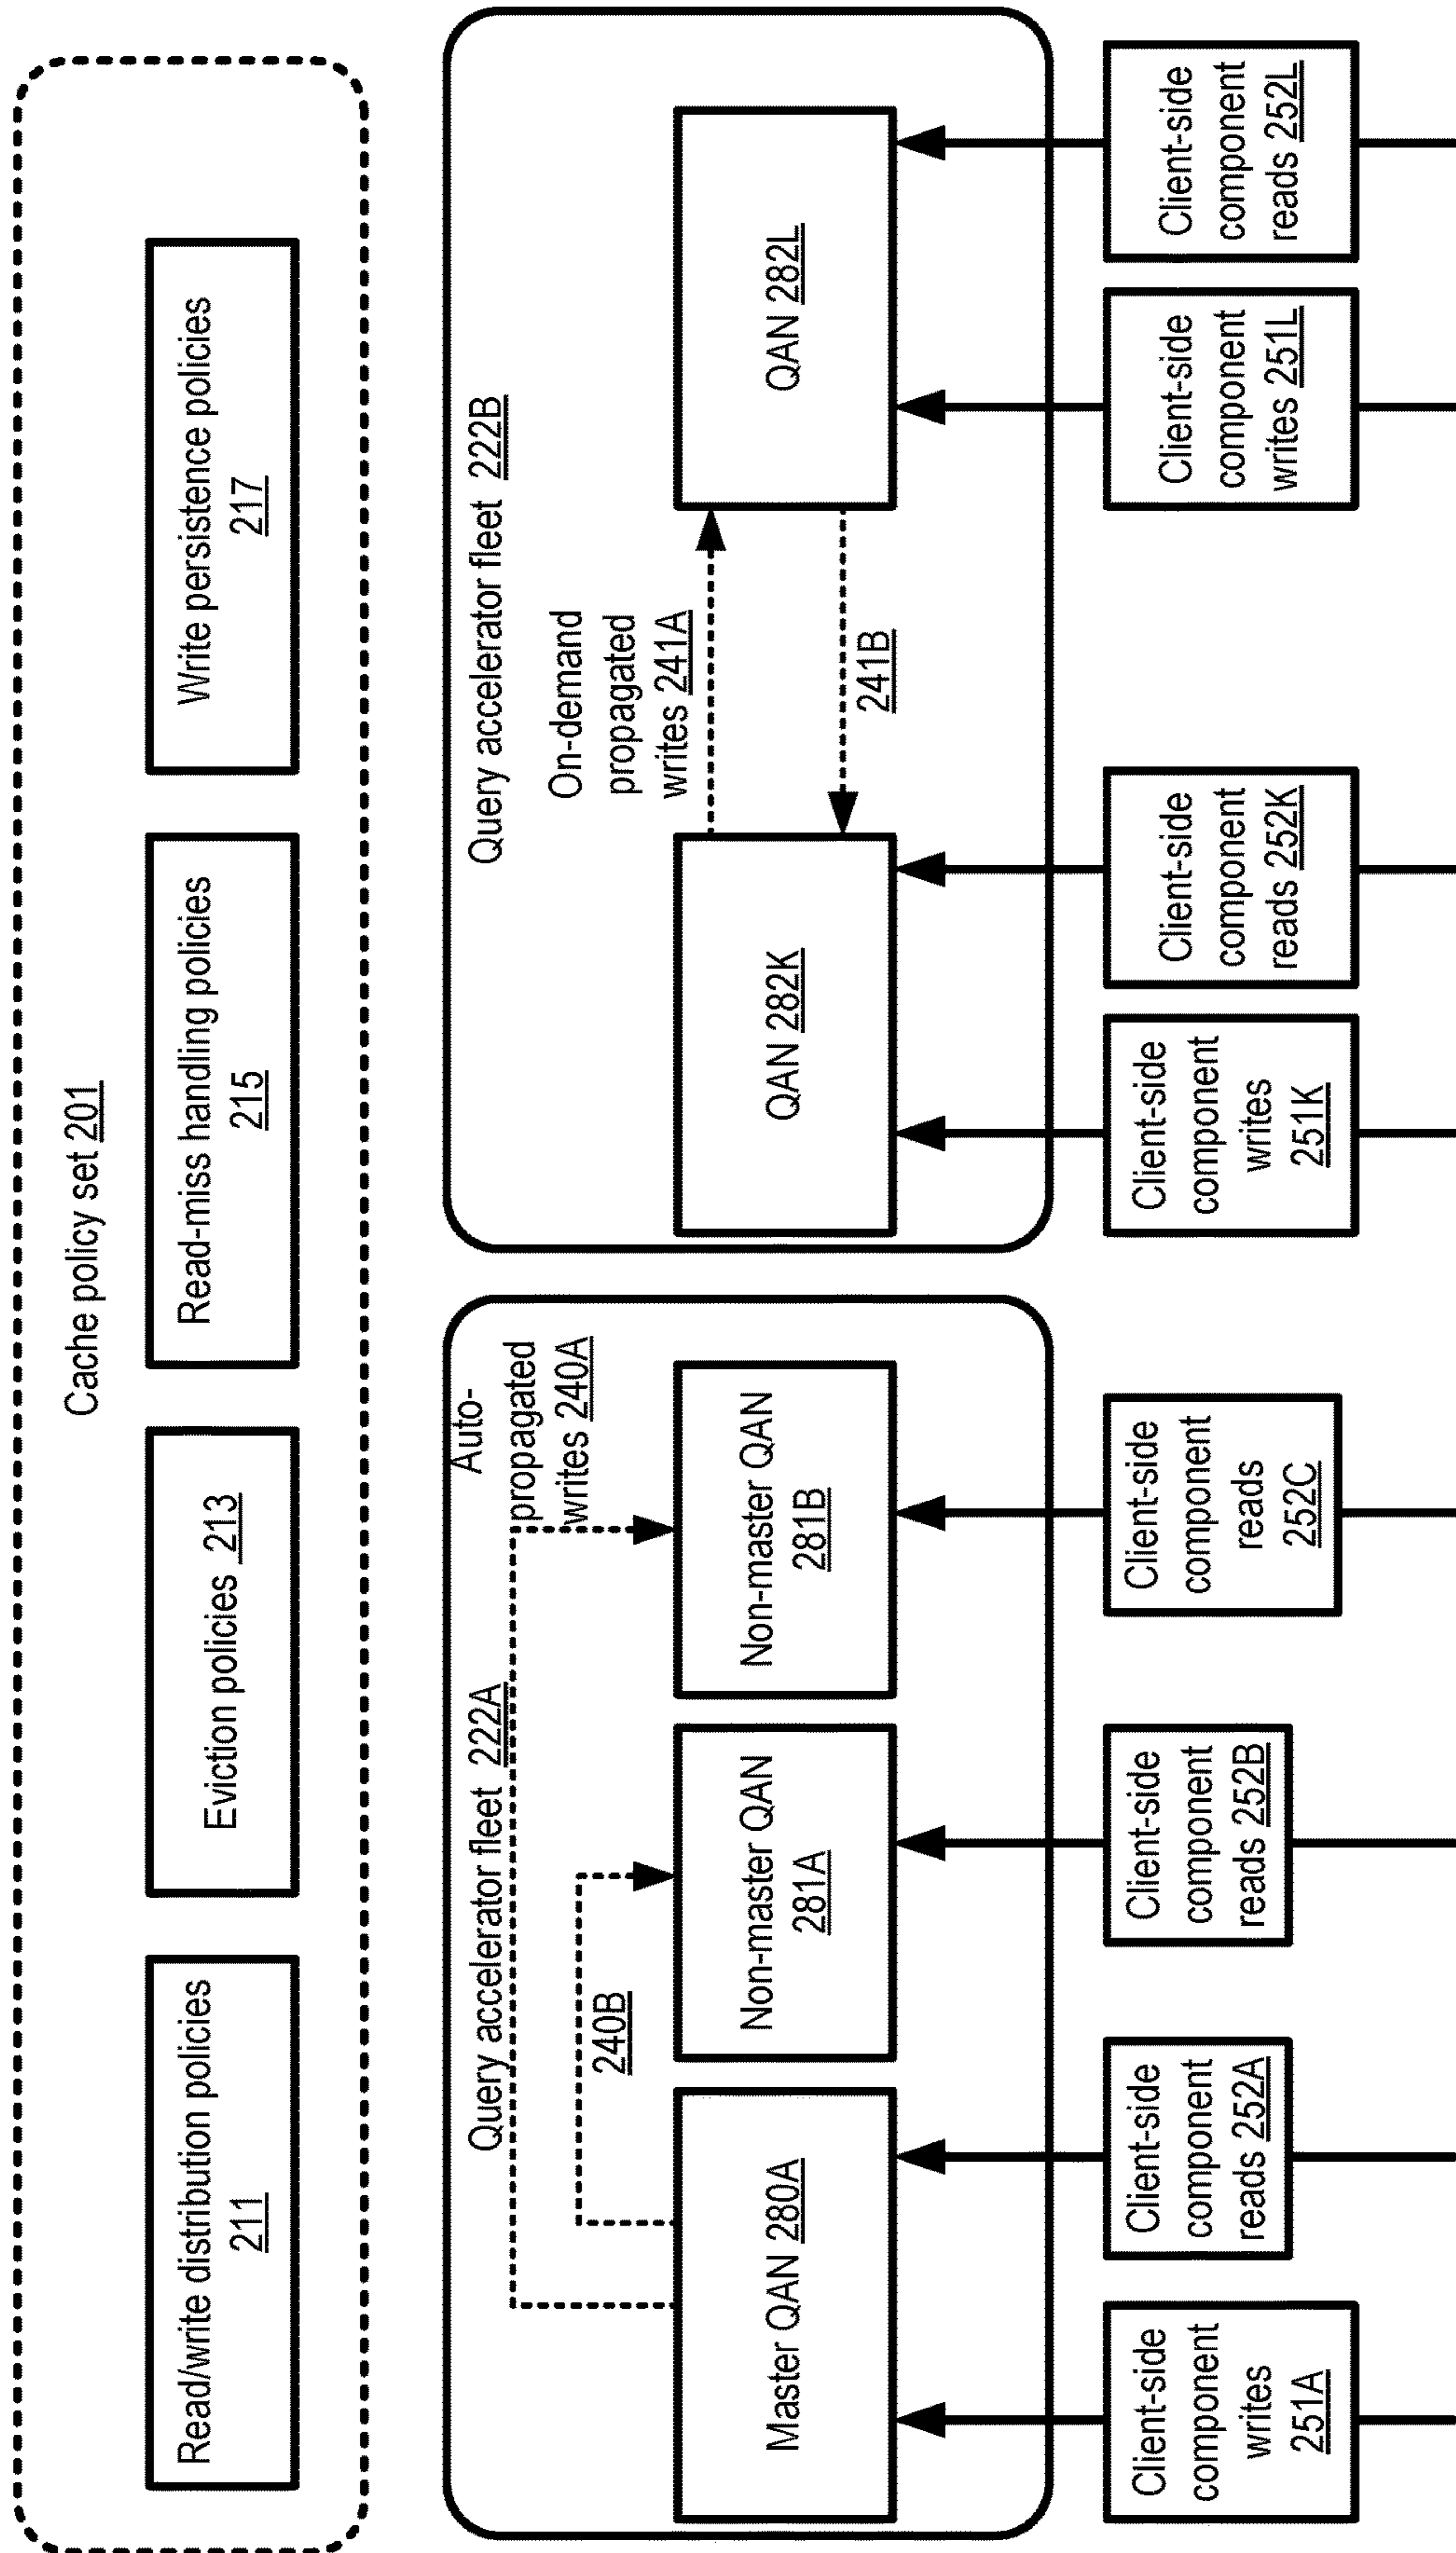 Cache policy set 201
Read/write distribution policies
211
Eviction policies 213
Read-miss handling policies
215
Write persistence policies
217
Query accelerator fleet 222A
Auto-
propagated
writes 240A
240B
Master QAN 280A
Non-master QAN
281A
Non-master QAN
281B
Client-side
component
writes
251A
Client-side
component
reads 252A
Client-side
component
reads 252B
Client-side
component
reads
252C
Query accelerator fleet 222B
On-demand
propagated
writes 241A
241B
QAN 282K
QAN 282L
Client-side
component
writes
251K
Client-side
component
reads 252K
Client-side
component
writes 251L
Client-side
component
reads 252L